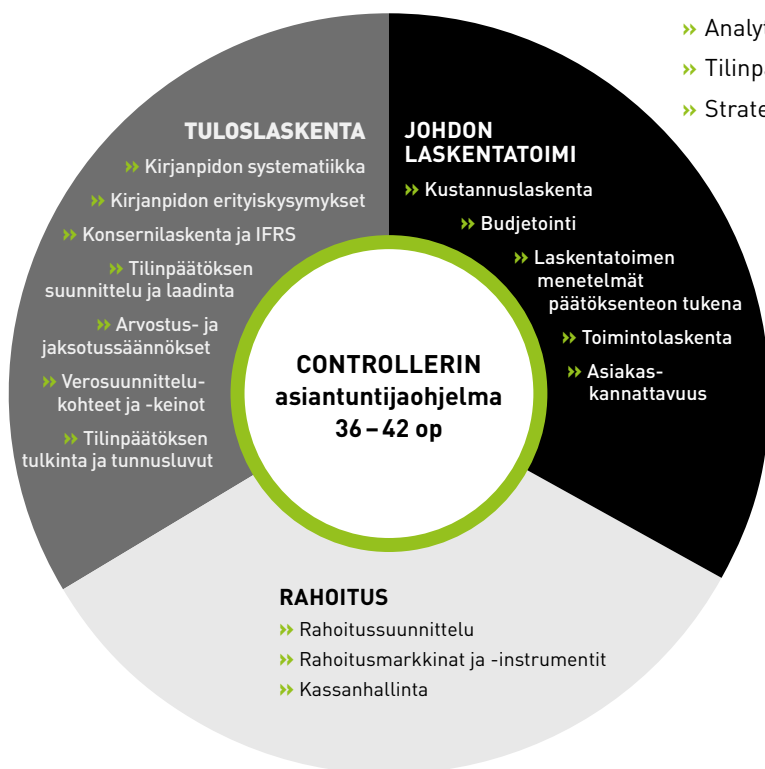 TULOSLASKENTA
» Kirjanpidon systematiikka
» Kirjanpidon erityiskysymykset
» Konsernilaskenta ja IFRS
» Tilinpäätöksen
suunnittelu ja laadinta
» Arvostus- ja
jaksotussäännökset
» Verosuunnittelu-
kohteet ja -keinot
» Tilinpäätöksen
tulkinta ja tunnusluvut
JOHDON
LASKENTATOIMI
» Kustannuslaskenta
» Budjetointi
» Laskentatoimen
menetelmät
päätöksenteon tukena
» Toimintolaskenta
» Asiakas-
kannattavuus
CONTROLLERIN
asiantuntijaohjelma
36 – 42 op
RAHOITUS
» Rahoitussuunnittelu
» Rahoitusmarkkinat ja -instrumentit
» Kassanhallinta